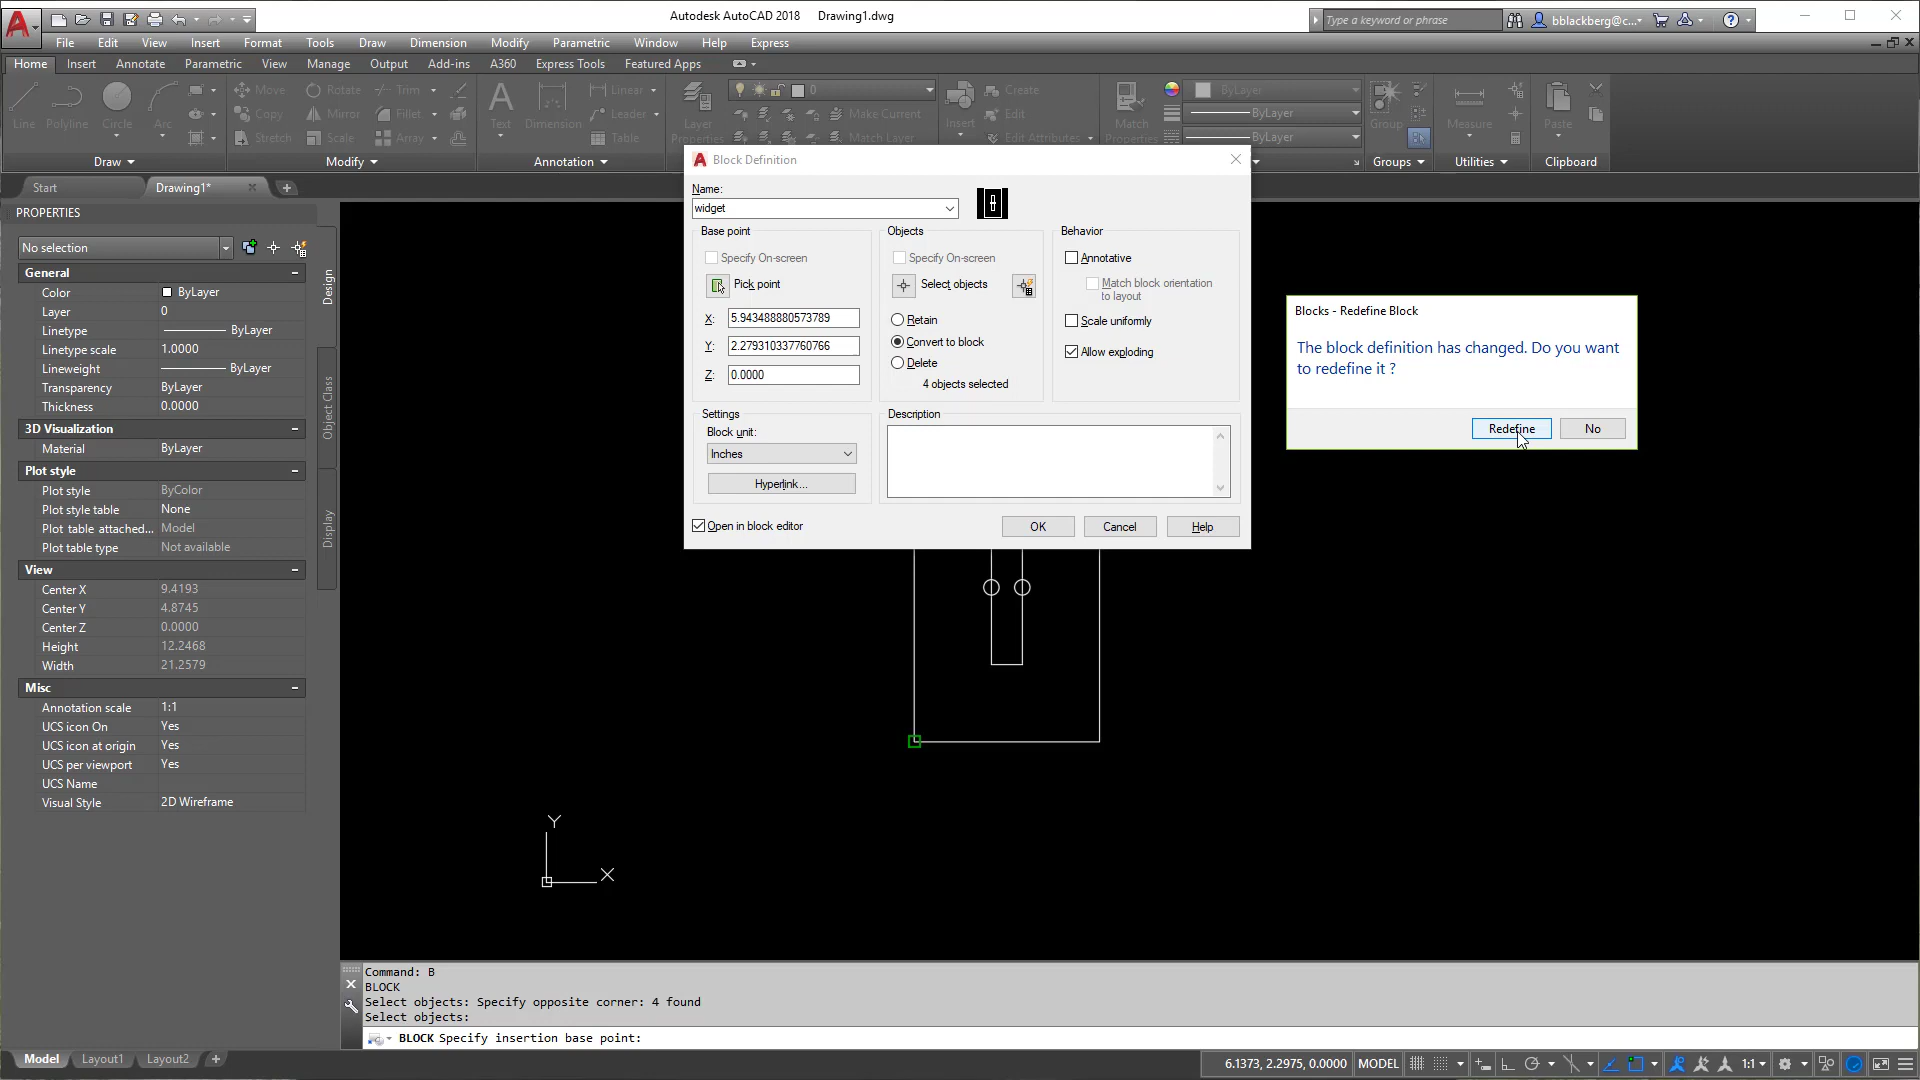 Autodesk AutoCAD 2018 Drawing1.dwg
Type a keyword or phrase
bblackberg@c...
File Edit View Insert Format Tools Draw Dimension Modify Parametric Window Help Express
Home Insert Annotate Parametric View Manage Output Add-ins A360 Express Tools Featured Apps
Line Polyline Circle Arc
Move Rotate Trim
Copy Mirror Fillet
Stretch Scale Array
Text Dimension
Linear
Leader
Table
Layer
Properties
0
Make Current
Match Layer
Insert
Create
Edit
Edit Attributes
Match
Properties
ByLayer
ByLayer
ByLayer
Group
Measure
Paste
Draw Modify Annotation Groups Utilities Clipboard
Start Drawing1*
PROPERTIES
No selection
Design
Object Class
Display
General
Color ByLayer
Layer 0
Linetype ByLayer
Linetype scale 1.0000
Lineweight ByLayer
Transparency ByLayer
Thickness 0.0000
3D Visualization
Material ByLayer
Plot style
Plot style ByColor
Plot style table None
Plot table attached... Model
Plot table type Not available
View
Center X 9.4193
Center Y 4.8745
Center Z 0.0000
Height 12.2468
Width 21.2579
Misc
Annotation scale 1:1
UCS icon On Yes
UCS icon at origin Yes
UCS per viewport Yes
UCS Name
Visual Style 2D Wireframe
Block Definition
Name:
widget
Base point
Specify On-screen
Pick point
X: 5.943488880573789
Y: 2.279310337760766
Z: 0.0000
Objects
Specify On-screen
Select objects
Retain
Convert to block
Delete
4 objects selected
Behavior
Annotative
Match block orientation
to layout
Scale uniformly
Allow exploding
Settings
Block unit:
Inches
Hyperlink...
Description
Open in block editor
OK Cancel Help
Blocks - Redefine Block
The block definition has changed. Do you want
to redefine it ?
Redefine No
Y
X
Command: B
BLOCK
Select objects: Specify opposite corner: 4 found
Select objects:
BLOCK Specify insertion base point:
Model Layout1 Layout2
6.1373, 2.2975, 0.0000 MODEL 1:1